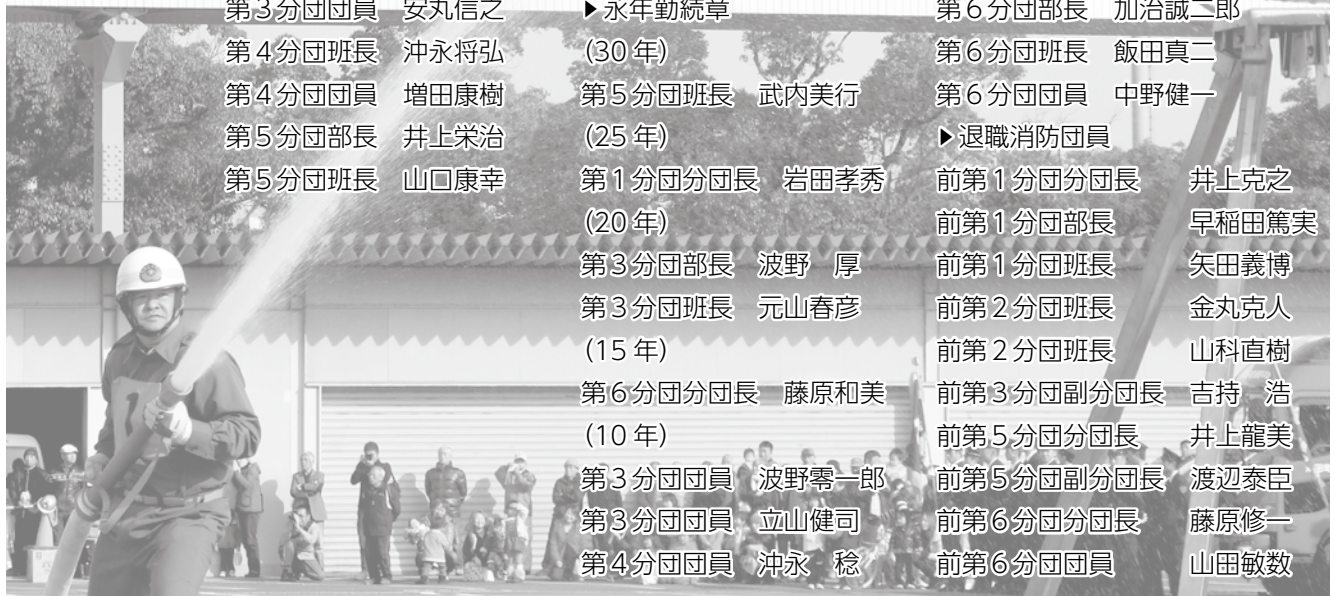 第３分団団員　安丸信之
第４分団班長　沖永将弘
第４分団団員　増田康樹
第５分団部長　井上栄治
第５分団班長　山口康幸
▶永年勤続章
(30 年)
第５分団班長　武内美行
(25 年)
第１分団分団長　岩田孝秀
(20 年)
第３分団部長　波野　厚
第３分団班長　元山春彦
(15 年)
第６分団分団長　藤原和美
(10 年)
第３分団団員　波野零一郎
第３分団団員　立山健司
第４分団団員　沖永　稔
第６分団部長　加治誠二郎
第６分団班長　飯田真二
第６分団団員　中野健一
▶退職消防団員
前第１分団分団長　井上克之
前第１分団部長　早稲田篤実
前第１分団班長　矢田義博
前第２分団班長　金丸克人
前第２分団班長　山科直樹
前第３分団副分団長　吉持　浩
前第５分団分団長　井上龍美
前第５分団副分団長　渡辺泰臣
前第６分団分団長　藤原修一
前第６分団団員　山田敏数